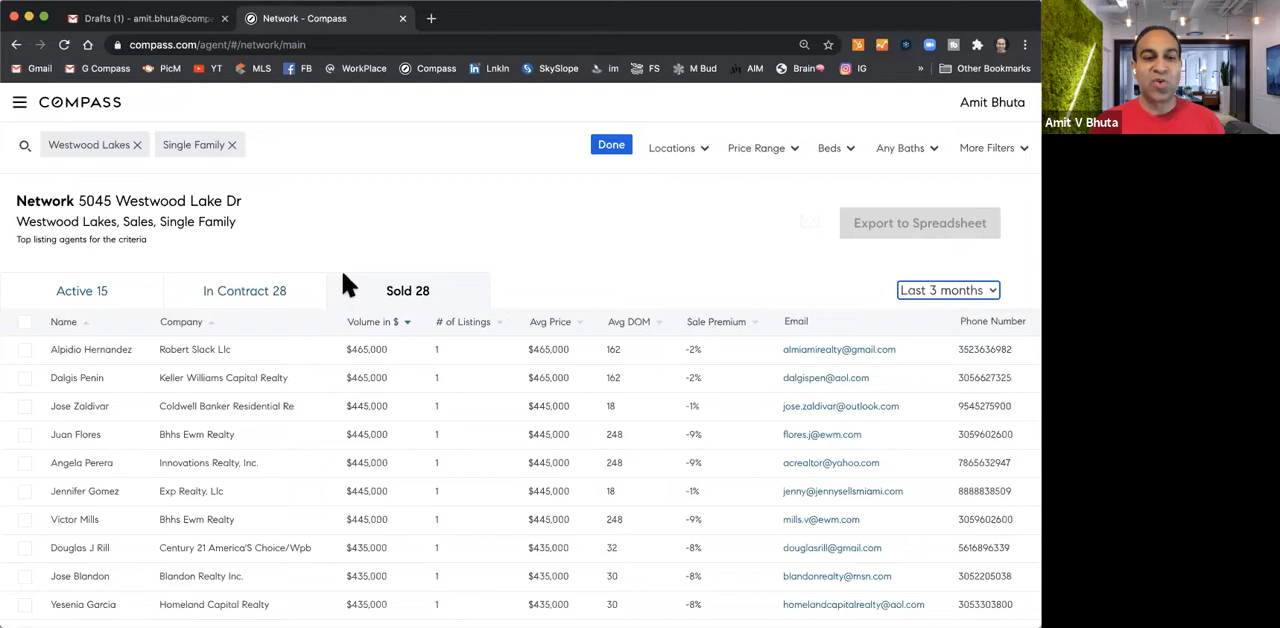 Drafts (1) - amit.bhuta@compa
Network - Compass
compass.com/agent/#/network/main
Gmail G Compass PicM YT MLS FB WorkPlace Compass LnkIn SkySlope im FS M Bud AIM Brain IG » Other Bookmarks
COMPASS
Amit Bhuta
Westwood Lakes Single Family
Done Locations Price Range Beds Any Baths More Filters
Network 5045 Westwood Lake Dr
Westwood Lakes, Sales, Single Family
Top listing agents for the criteria
Export to Spreadsheet
Active 15 In Contract 28 Sold 28 Last 3 months
Name Company Volume in $ # of Listings Avg Price Avg DOM Sale Premium Email Phone Number
Alpidio Hernandez Robert Slack Llc $465,000 1 $465,000 162 -2% almiamirealty@gmail.com 3523636982
Dalgis Penin Keller Williams Capital Realty $465,000 1 $465,000 162 -2% dalgispen@aol.com 3056627325
Jose Zaldivar Coldwell Banker Residential Re $445,000 1 $445,000 18 -1% jose.zaldivar@outlook.com 9545275900
Juan Flores Bhhs Ewm Realty $445,000 1 $445,000 248 -9% flores.j@ewm.com 3059602600
Angela Perera Innovations Realty, Inc. $445,000 1 $445,000 248 -9% acrealtor@yahoo.com 7865632947
Jennifer Gomez Exp Realty, Llc $445,000 1 $445,000 18 -1% jenny@jennysellsmiami.com 8888838509
Victor Mills Bhhs Ewm Realty $445,000 1 $445,000 248 -9% mills.v@ewm.com 3059602600
Douglas J Rill Century 21 America'S Choice/Wpb $435,000 1 $435,000 32 -8% douglasrill@gmail.com 5616896339
Jose Blandon Blandon Realty Inc. $435,000 1 $435,000 30 -8% blandonrealty@msn.com 3052205038
Yesenia Garcia Homeland Capital Realty $435,000 1 $435,000 30 -8% homelandcapitalrealty@aol.com 3053303800
Amit V Bhuta